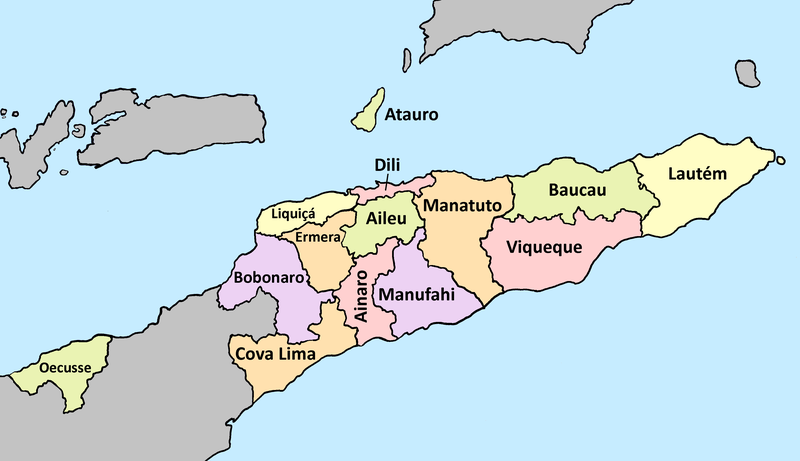 Atauro
Dili
Lautém
Baucau
Manatuto
Liquiçá
Aileu
Ermera
Viqueque
Bobonaro
Ainaro
Manufahi
Cova Lima
Oecusse